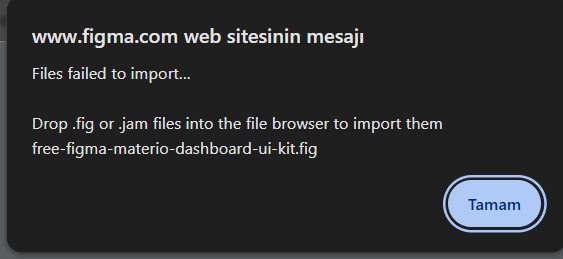 www.figma.com web sitesinin mesajı
Files failed to import...
Drop .fig or .jam files into the file browser to import them
free-figma-materio-dashboard-ui-kit.fig
Tamam